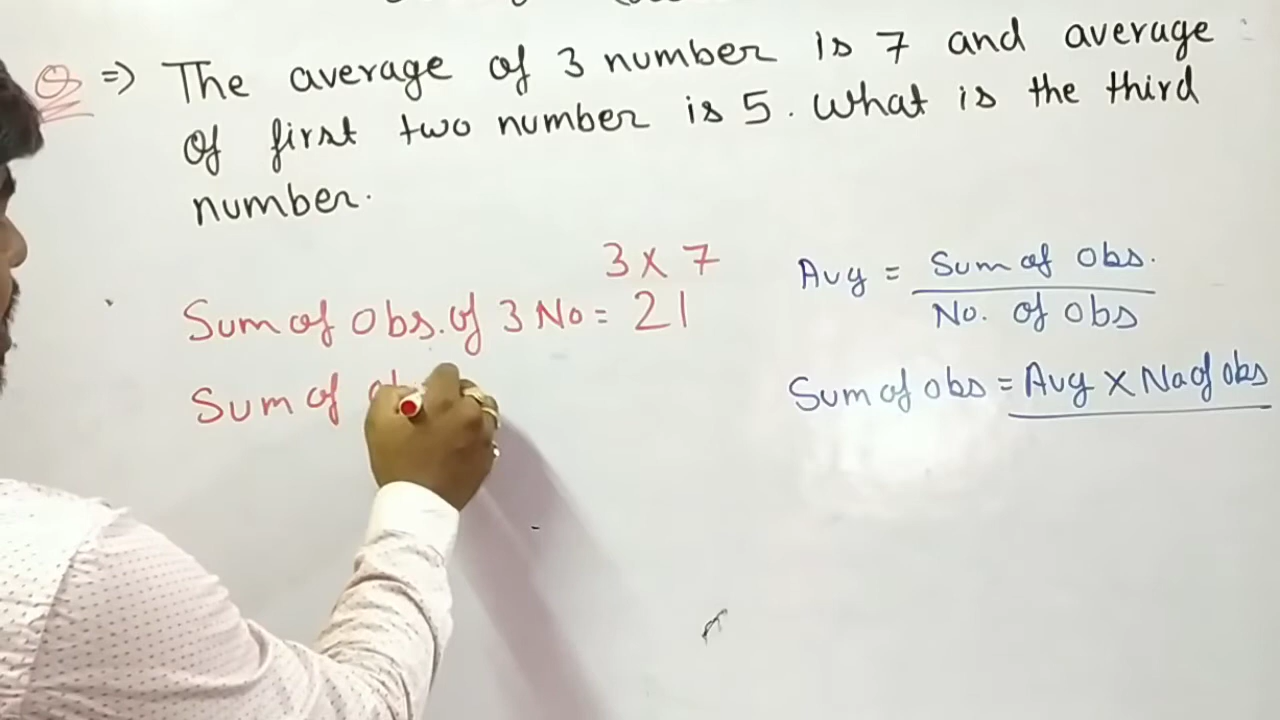 Q ⇒ The average of 3 number is 7 and average
of first two number is 5. What is the third
number.
3 x 7
Sum of Obs. of 3 No = 21
Sum of
Avg = Sum of Obs.
No. of Obs
Sum of obs = Avg x No of obs